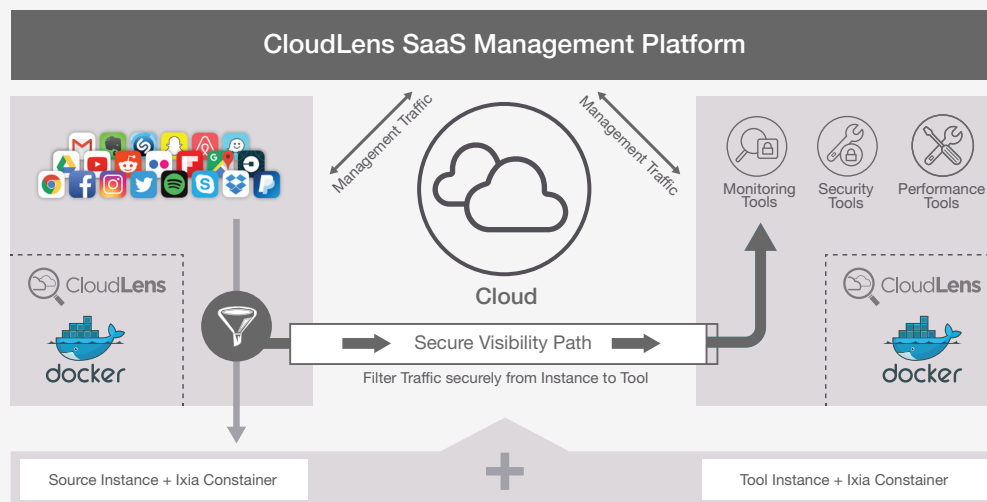 CloudLens SaaS Management Platform
Management Traffic
Management Traffic
Monitoring
Tools
Security
Tools
Performance
Tools
CloudLens
docker
Cloud
CloudLens
docker
Secure Visibility Path
Filter Traffic securely from Instance to Tool
Source Instance + Ixia Constainer
+
Tool Instance + Ixia Constainer